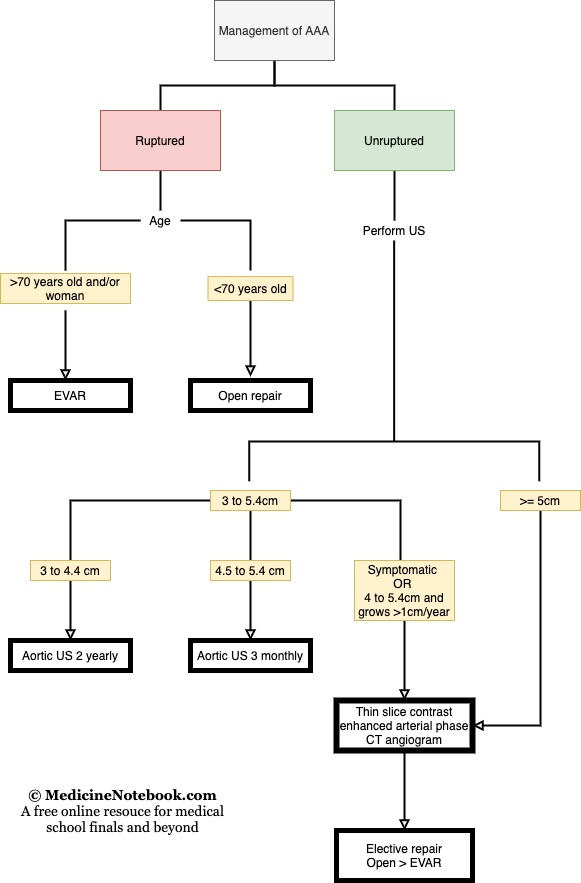 Management of AAA
Ruptured
Unruptured
Age
Perform US
>70 years old and/or
woman
<70 years old
EVAR
Open repair
3 to 5.4cm
>= 5cm
3 to 4.4 cm
4.5 to 5.4 cm
Symptomatic
OR
4 to 5.4cm and
grows >1cm/year
Aortic US 2 yearly
Aortic US 3 monthly
Thin slice contrast
enhanced arterial phase
CT angiogram
© MedicineNotebook.com
A free online resouce for medical
school finals and beyond
Elective repair
Open > EVAR